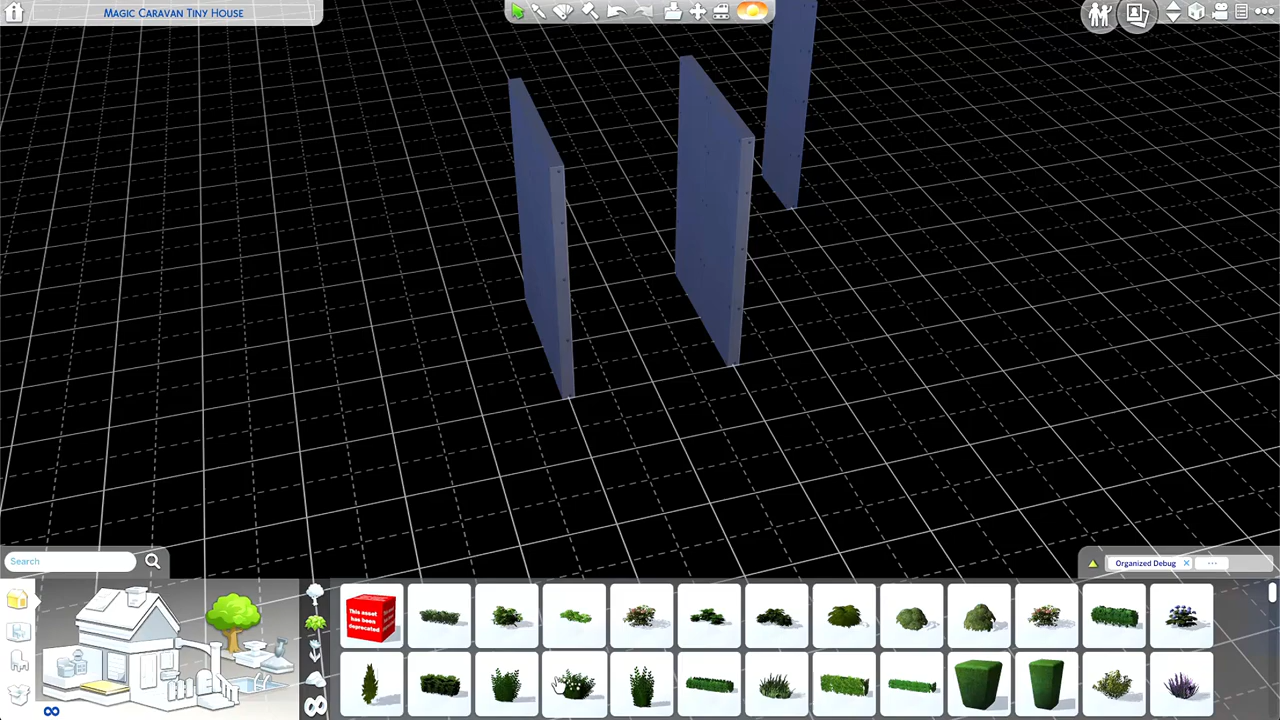 MAGIC CARAVAN TINY HOUSE
Search
Organized Debug
This asset
has been
deprecated